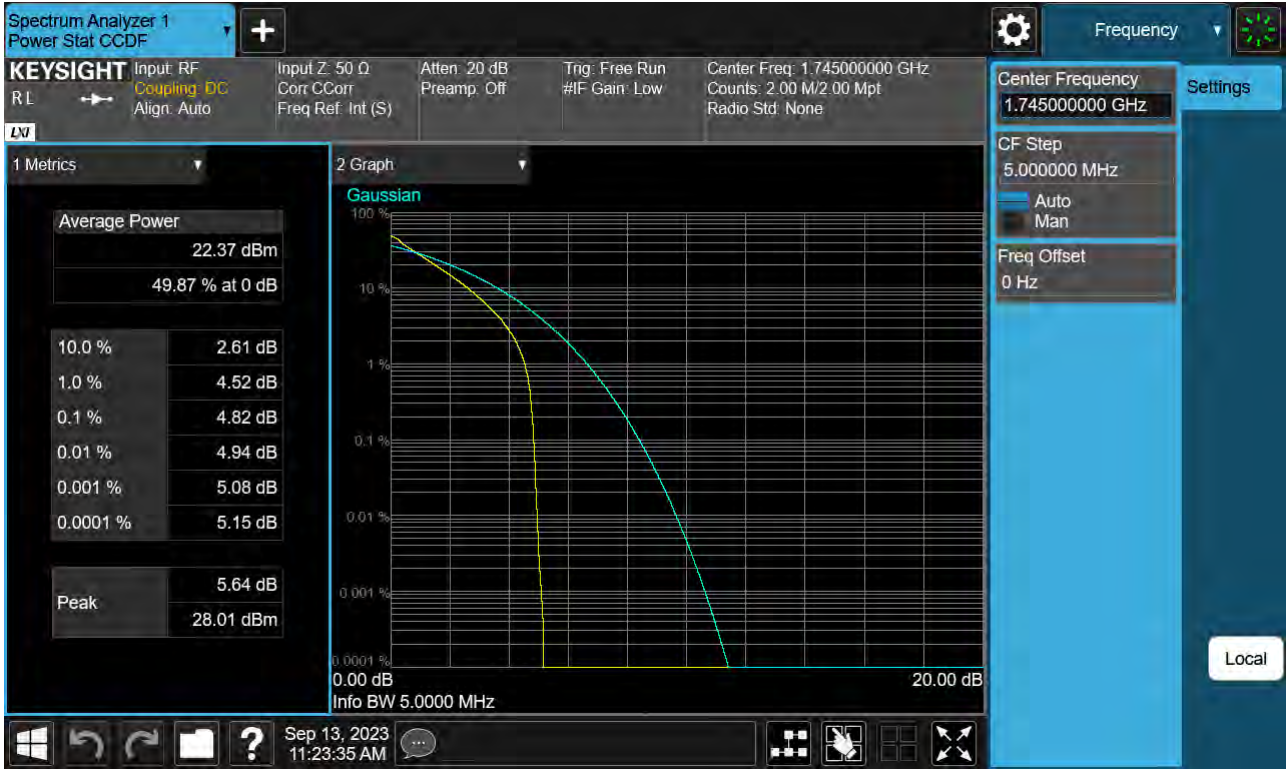 Spectrum Analyzer 1
Power Stat CCDF
+
Frequency
KEYSIGHT
RL
LXI
Input: RF
Coupling: DC
Align: Auto
Input Z: 50 Ω
Corr CCorr
Freq Ref: Int (S)
Atten: 20 dB
Preamp: Off
Trig: Free Run
#IF Gain: Low
Center Freq: 1.745000000 GHz
Counts: 2.00 M/2.00 Mpt
Radio Std: None
Center Frequency
1.745000000 GHz
Settings
CF Step
5.000000 MHz
Auto
Man
Freq Offset
0 Hz
Local
1 Metrics
Average Power
22.37 dBm
49.87 % at 0 dB
10.0 % 2.61 dB
1.0 % 4.52 dB
0.1 % 4.82 dB
0.01 % 4.94 dB
0.001 % 5.08 dB
0.0001 % 5.15 dB
Peak
5.64 dB
28.01 dBm
2 Graph
Gaussian
100 %
10 %
1 %
0.1 %
0.01 %
0.001 %
0.0001 %
0.00 dB 20.00 dB
Info BW 5.0000 MHz
?
Sep 13, 2023
11:23:35 AM